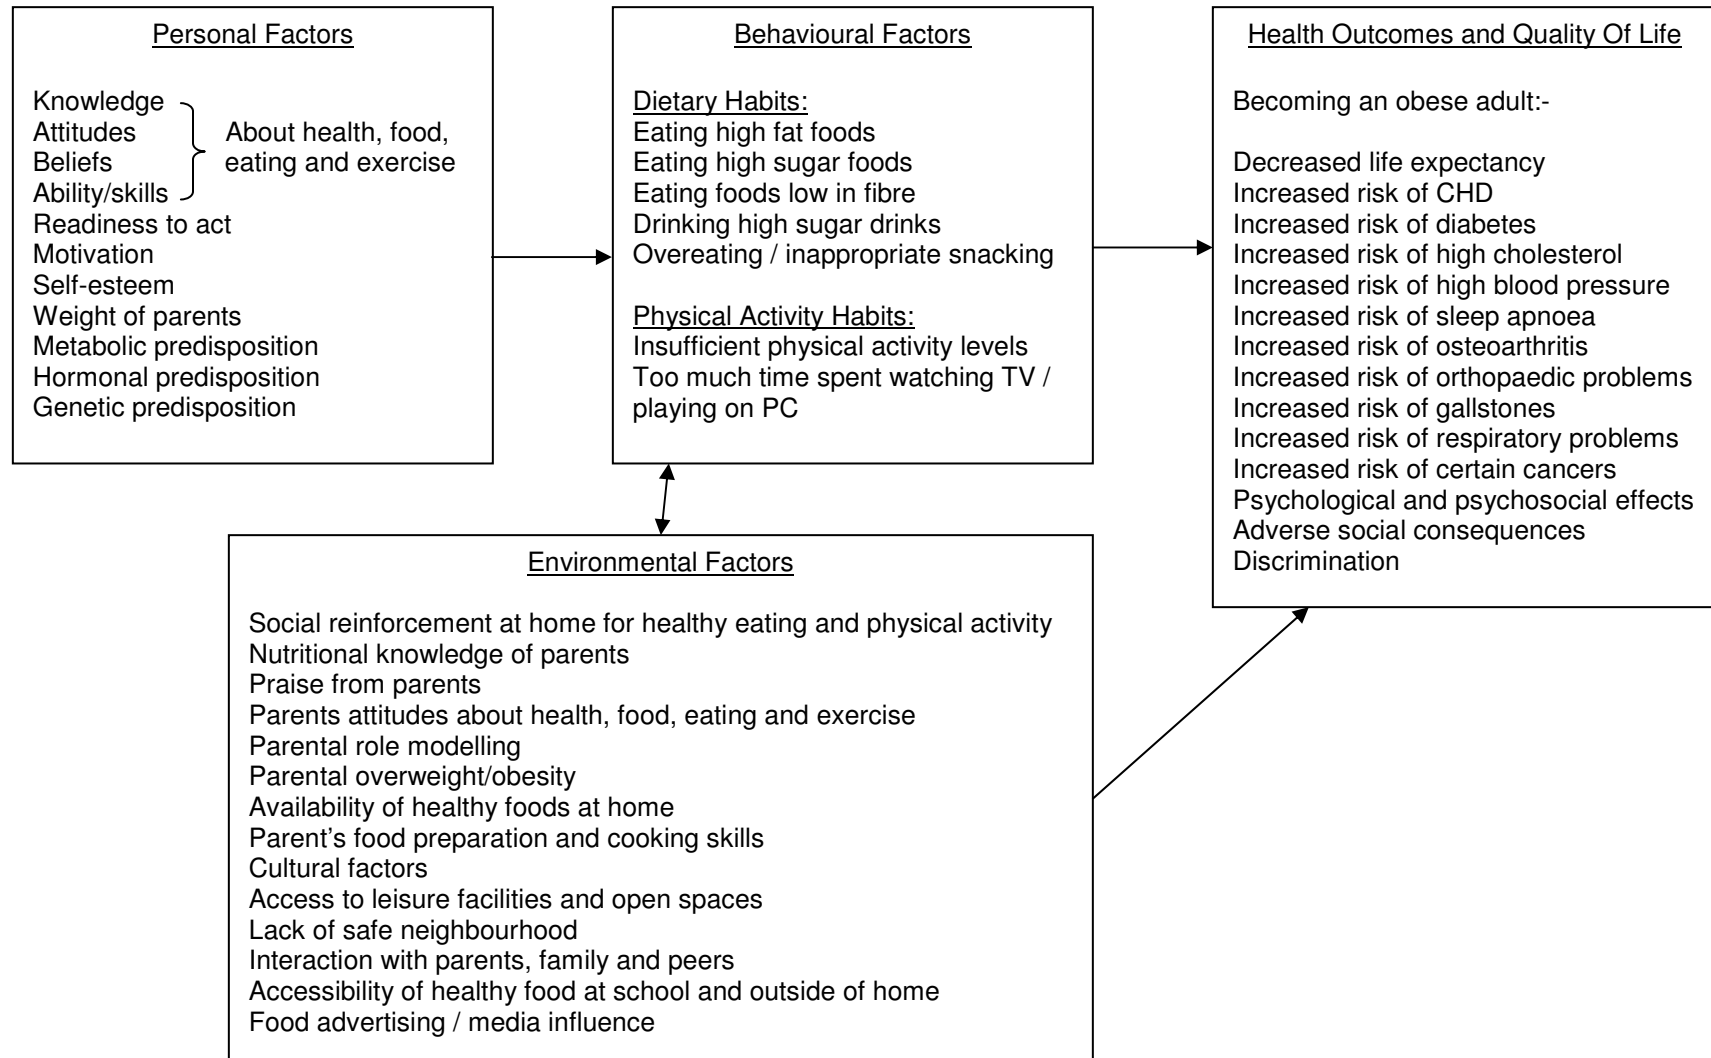 Personal Factors
Knowledge
Attitudes
Beliefs
Ability/skills
About health, food,
eating and exercise
Readiness to act
Motivation
Self-esteem
Weight of parents
Metabolic predisposition
Hormonal predisposition
Genetic predisposition
Behavioural Factors
Dietary Habits:
Eating high fat foods
Eating high sugar foods
Eating foods low in fibre
Drinking high sugar drinks
Overeating / inappropriate snacking
Physical Activity Habits:
Insufficient physical activity levels
Too much time spent watching TV /
playing on PC
Health Outcomes and Quality Of Life
Becoming an obese adult:-
Decreased life expectancy
Increased risk of CHD
Increased risk of diabetes
Increased risk of high cholesterol
Increased risk of high blood pressure
Increased risk of sleep apnoea
Increased risk of osteoarthritis
Increased risk of orthopaedic problems
Increased risk of gallstones
Increased risk of respiratory problems
Increased risk of certain cancers
Psychological and psychosocial effects
Adverse social consequences
Discrimination
Environmental Factors
Social reinforcement at home for healthy eating and physical activity
Nutritional knowledge of parents
Praise from parents
Parents attitudes about health, food, eating and exercise
Parental role modelling
Parental overweight/obesity
Availability of healthy foods at home
Parent's food preparation and cooking skills
Cultural factors
Access to leisure facilities and open spaces
Lack of safe neighbourhood
Interaction with parents, family and peers
Accessibility of healthy food at school and outside of home
Food advertising / media influence